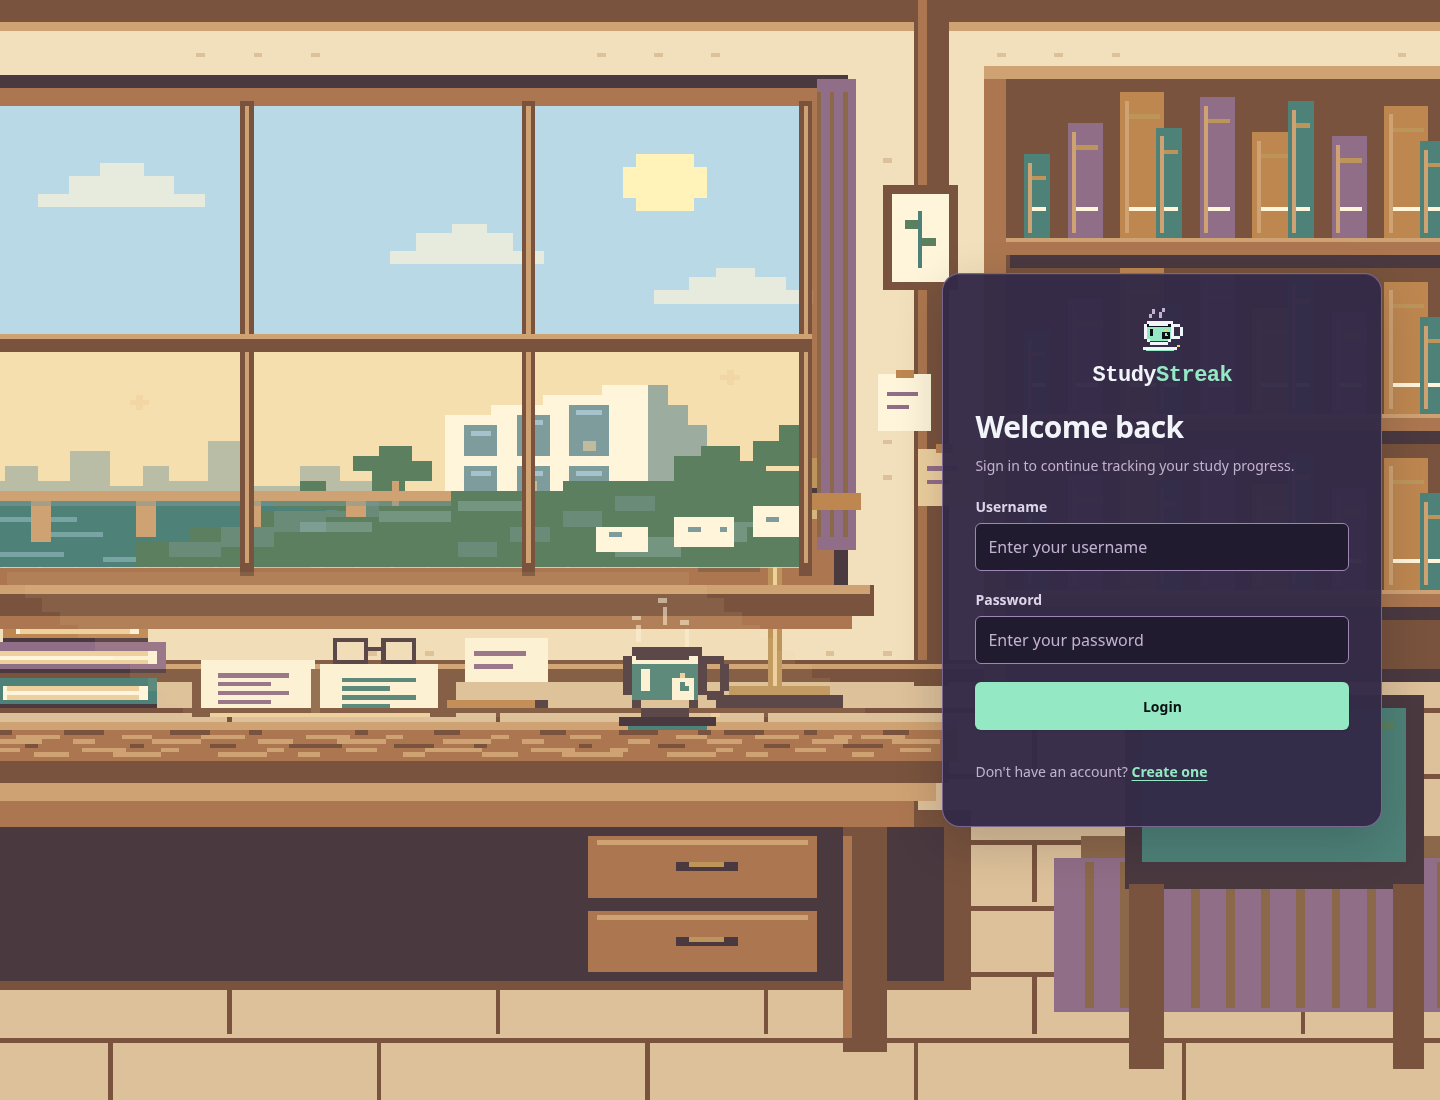 StudyStreak
Welcome back
Sign in to continue tracking your study progress.
Username
Enter your username
Password
Enter your password
Login
Don't have an account? Create one